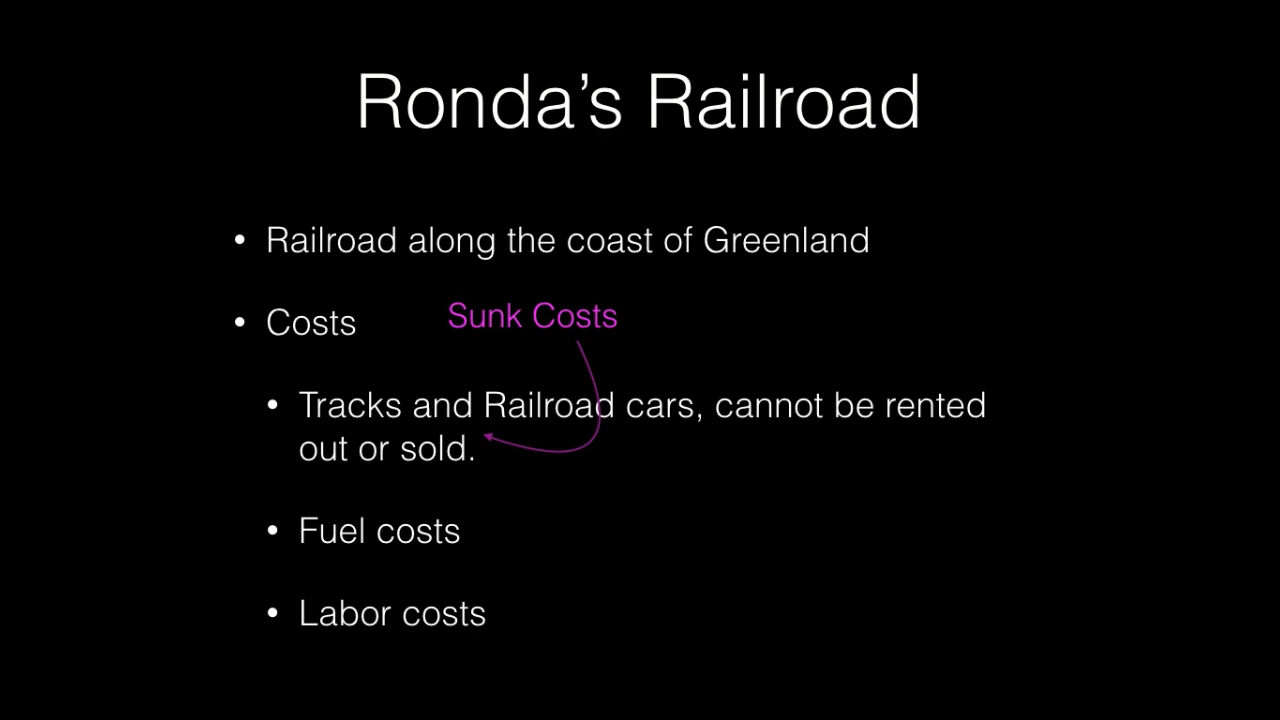 Ronda’s Railroad
• Railroad along the coast of Greenland
• Costs
Sunk Costs
• Tracks and Railroad cars, cannot be rented
out or sold.
• Fuel costs
• Labor costs